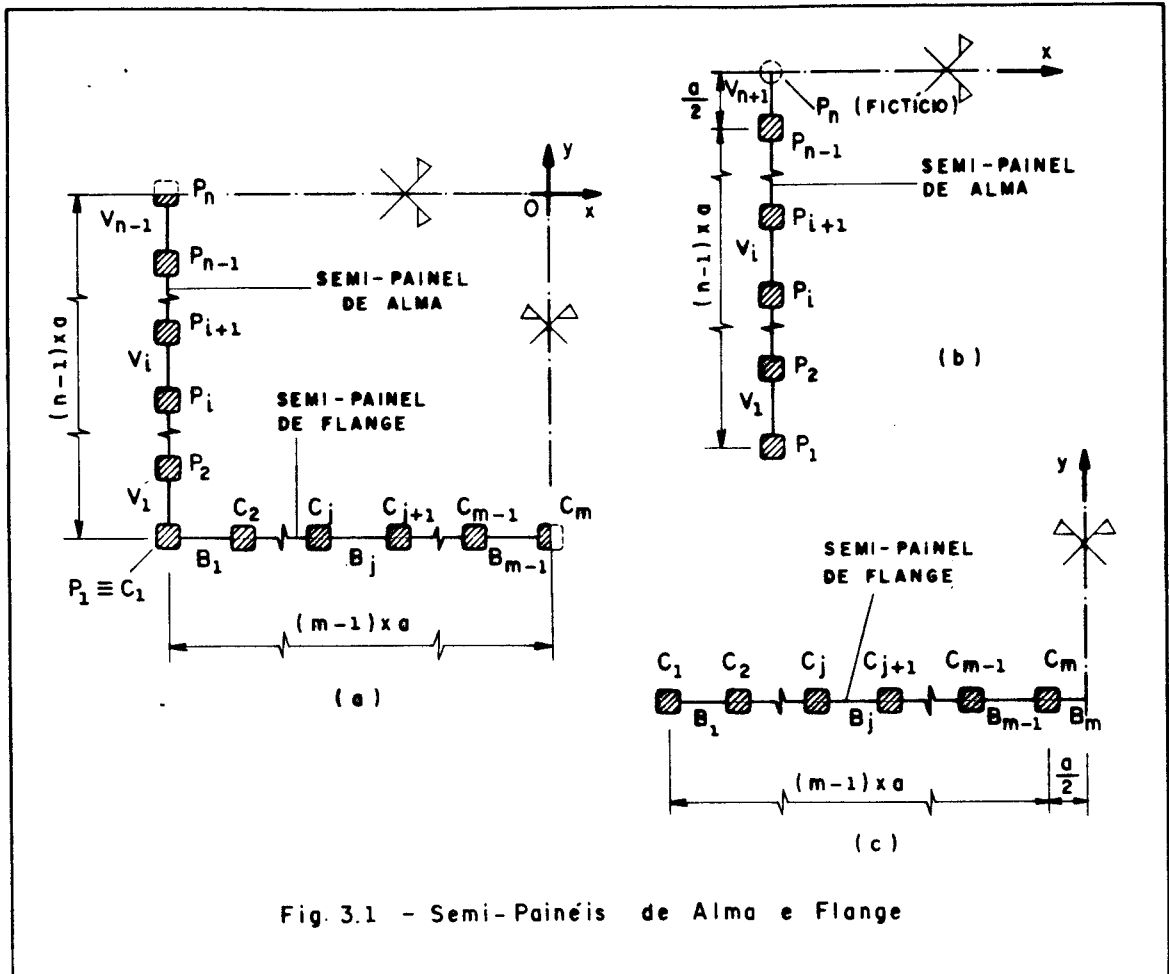 y
x
O
P_n
V_{n-1}
P_{n-1}
SEMI-PAINEL
DE ALMA
P_{i+1}
V_i
P_i
(n-1)xa
SEMI-PAINEL
DE FLANGE
P_2
V_1
C_2
C_j
C_{j+1}
C_{m-1}
C_m
B_1
B_j
B_{m-1}
P_1 ≡ C_1
(m-1)xa
(a)
x
a/2
V_{n+1}
P_n (FICTÍCIO)
P_{n-1}
SEMI-PAINEL
DE ALMA
P_{i+1}
V_i
(n-1)xa
P_i
(b)
P_2
V_1
P_1
y
SEMI-PAINEL
DE FLANGE
C_1
C_2
C_j
C_{j+1}
C_{m-1}
C_m
B_1
B_j
B_{m-1}
B_m
(m-1)xa
a/2
(c)
Fig. 3.1 - Semi-Painéis de Alma e Flange